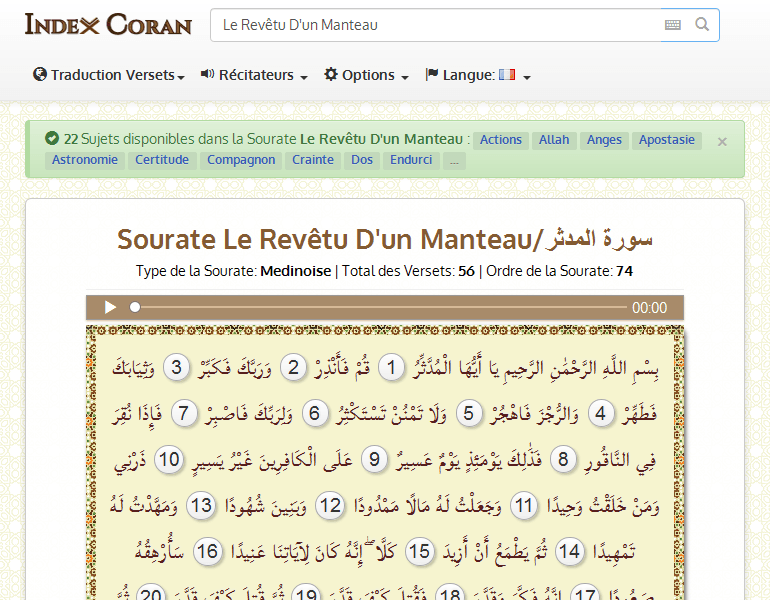 INDEX CORAN
Le Revêtu D'un Manteau
Traduction Versets Récitateurs Options Langue:
22 Sujets disponibles dans la Sourate Le Revêtu D'un Manteau : Actions Allah Anges Apostasie ×
Astronomie Certitude Compagnon Crainte Dos Endurci ...
Sourate Le Revêtu D'un Manteau/سورة المدثر
Type de la Sourate: Medinoise | Total des Versets: 56 | Ordre de la Sourate: 74
00:00
بِسْمِ اللَّهِ الرَّحْمَٰنِ الرَّحِيمِ يَا أَيُّهَا الْمُدَّثِّرُ 1 قُمْ فَأَنْذِرْ 2 وَرَبَّكَ فَكَبِّرْ 3 وَثِيَابَكَ
فَطَهِّرْ 4 وَالرُّجْزَ فَاهْجُرْ 5 وَلَا تَمْنُنْ تَسْتَكْثِرُ 6 وَلِرَبِّكَ فَاصْبِرْ 7 فَإِذَا نُقِرَ
فِي النَّاقُورِ 8 فَذَٰلِكَ يَوْمَئِذٍ يَوْمٌ عَسِيرٌ 9 عَلَى الْكَافِرِينَ غَيْرُ يَسِيرٍ 10 ذَرْنِي
وَمَنْ خَلَقْتُ وَحِيدًا 11 وَجَعَلْتُ لَهُ مَالًا مَمْدُودًا 12 وَبَنِينَ شُهُودًا 13 وَمَهَّدْتُ لَهُ
تَمْهِيدًا 14 ثُمَّ يَطْمَعُ أَنْ أَزِيدَ 15 كَلَّا ۖ إِنَّهُ كَانَ لِآيَاتِنَا عَنِيدًا 16 سَأُرْهِقُهُ
صَعُودًا 17 إِنَّهُ فَكَّرَ وَقَدَّرَ 18 فَقُتِلَ كَيْفَ قَدَّرَ 19 ثُمَّ قُتِلَ كَيْفَ قَدَّرَ 20 ثُمَّ